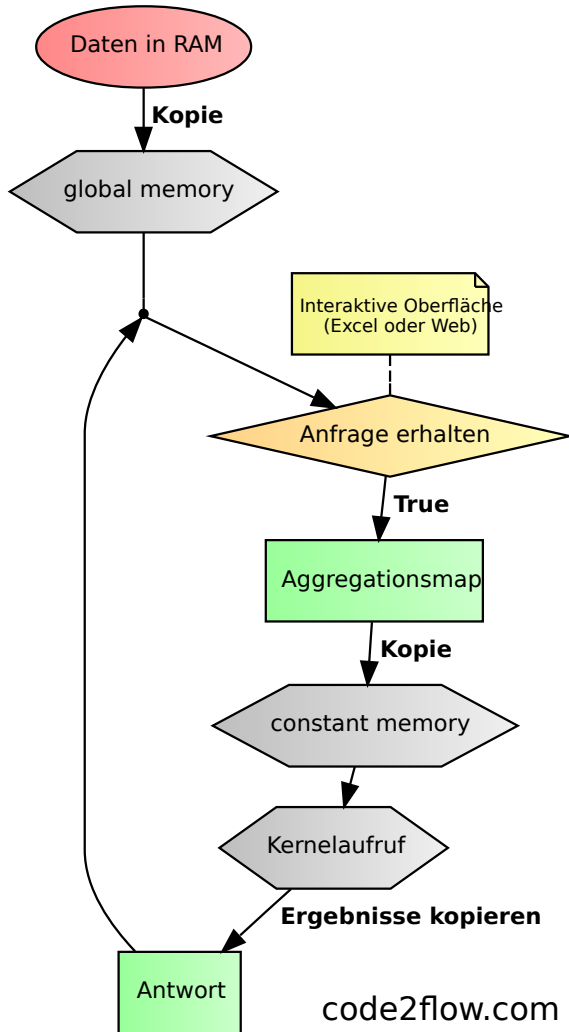 Daten in RAM
Kopie
global memory
Interaktive Oberfläche
(Excel oder Web)
Anfrage erhalten
True
Aggregationsmap
Kopie
constant memory
Kernelaufruf
Ergebnisse kopieren
Antwort
code2flow.com